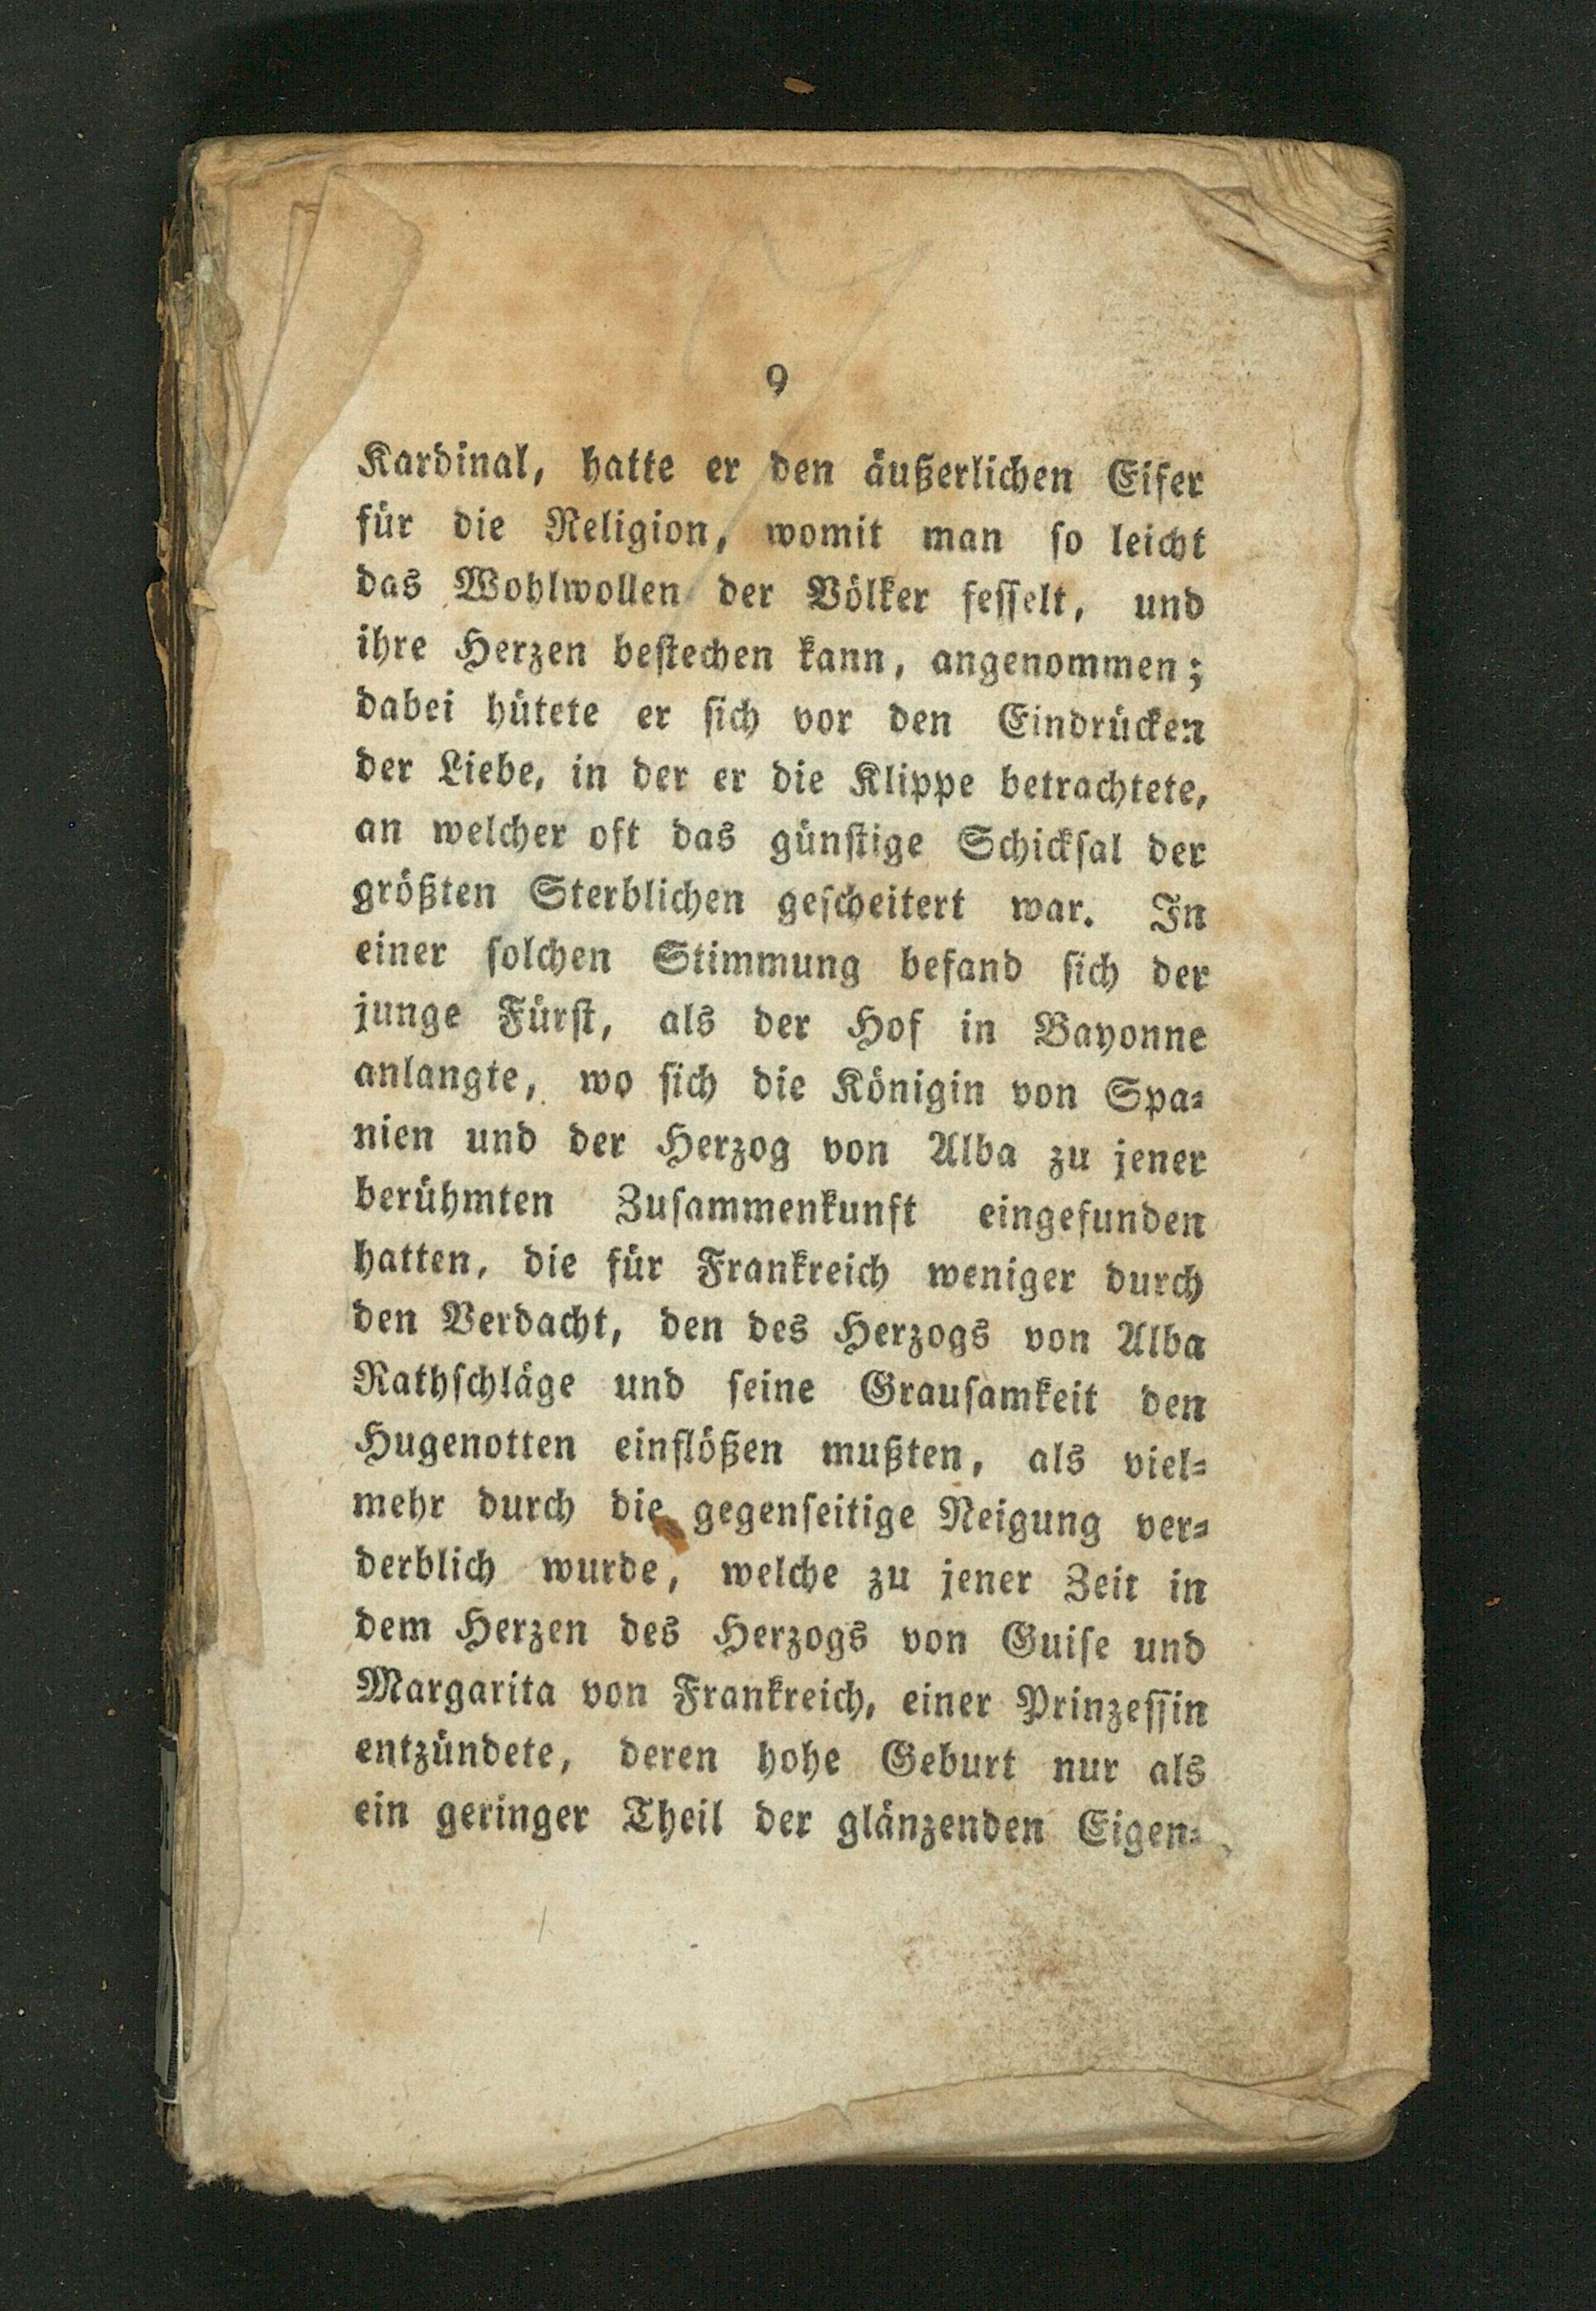 9
Kardinal, hatte er den äußerlichen Eifer
für die Religion, womit man so leicht
das Wohlwollen der Völker fesselt, und
ihre Herzen bestechen kann, angenommen;
dabei hütete er sich vor den Eindrücken
der Liebe, in der er die Klippe betrachtete,
an welcher oft das günstige Schicksal der
größten Sterblichen gescheitert war. In
einer solchen Stimmung befand sich der
junge Fürst, als der Hof in Bayonne
anlangte, wo sich die Königin von Spa=
nien und der Herzog von Alba zu jener
berühmten Zusammenkunft eingefunden
hatten, die für Frankreich weniger durch
den Verdacht, den des Herzogs von Alba
Rathschläge und seine Grausamkeit den
Hugenotten einflößen mußten, als viel=
mehr durch die gegenseitige Neigung ver=
derblich wurde, welche zu jener Zeit in
dem Herzen des Herzogs von Guise und
Margarita von Frankreich, einer Prinzessin
entzündete, deren hohe Geburt nur als
ein geringer Theil der glänzenden Eigen=